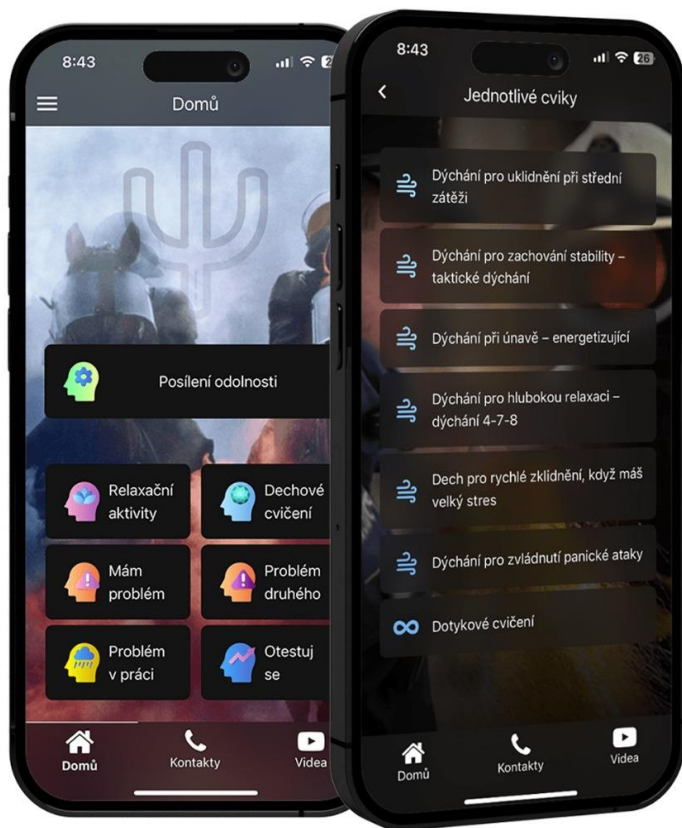 8:43
Domů
Posílení odolnosti
Relaxační
aktivity
Dechové
cvičení
Mám
problém
Problém
druhého
Problém
v práci
Otestuj
se
Domů
Kontakty
Videa
8:43
26
Jednotlivé cviky
Dýchání pro uklidnění při střední
zátěži
Dýchání pro zachování stability –
taktické dýchání
Dýchání při únavě – energetizující
Dýchání pro hlubokou relaxaci –
dýchání 4-7-8
Dech pro rychlé zklidnění, když máš
velký stres
Dýchání pro zvládnutí panické ataky
Dotykové cvičení
Domů
Kontakty
Videa